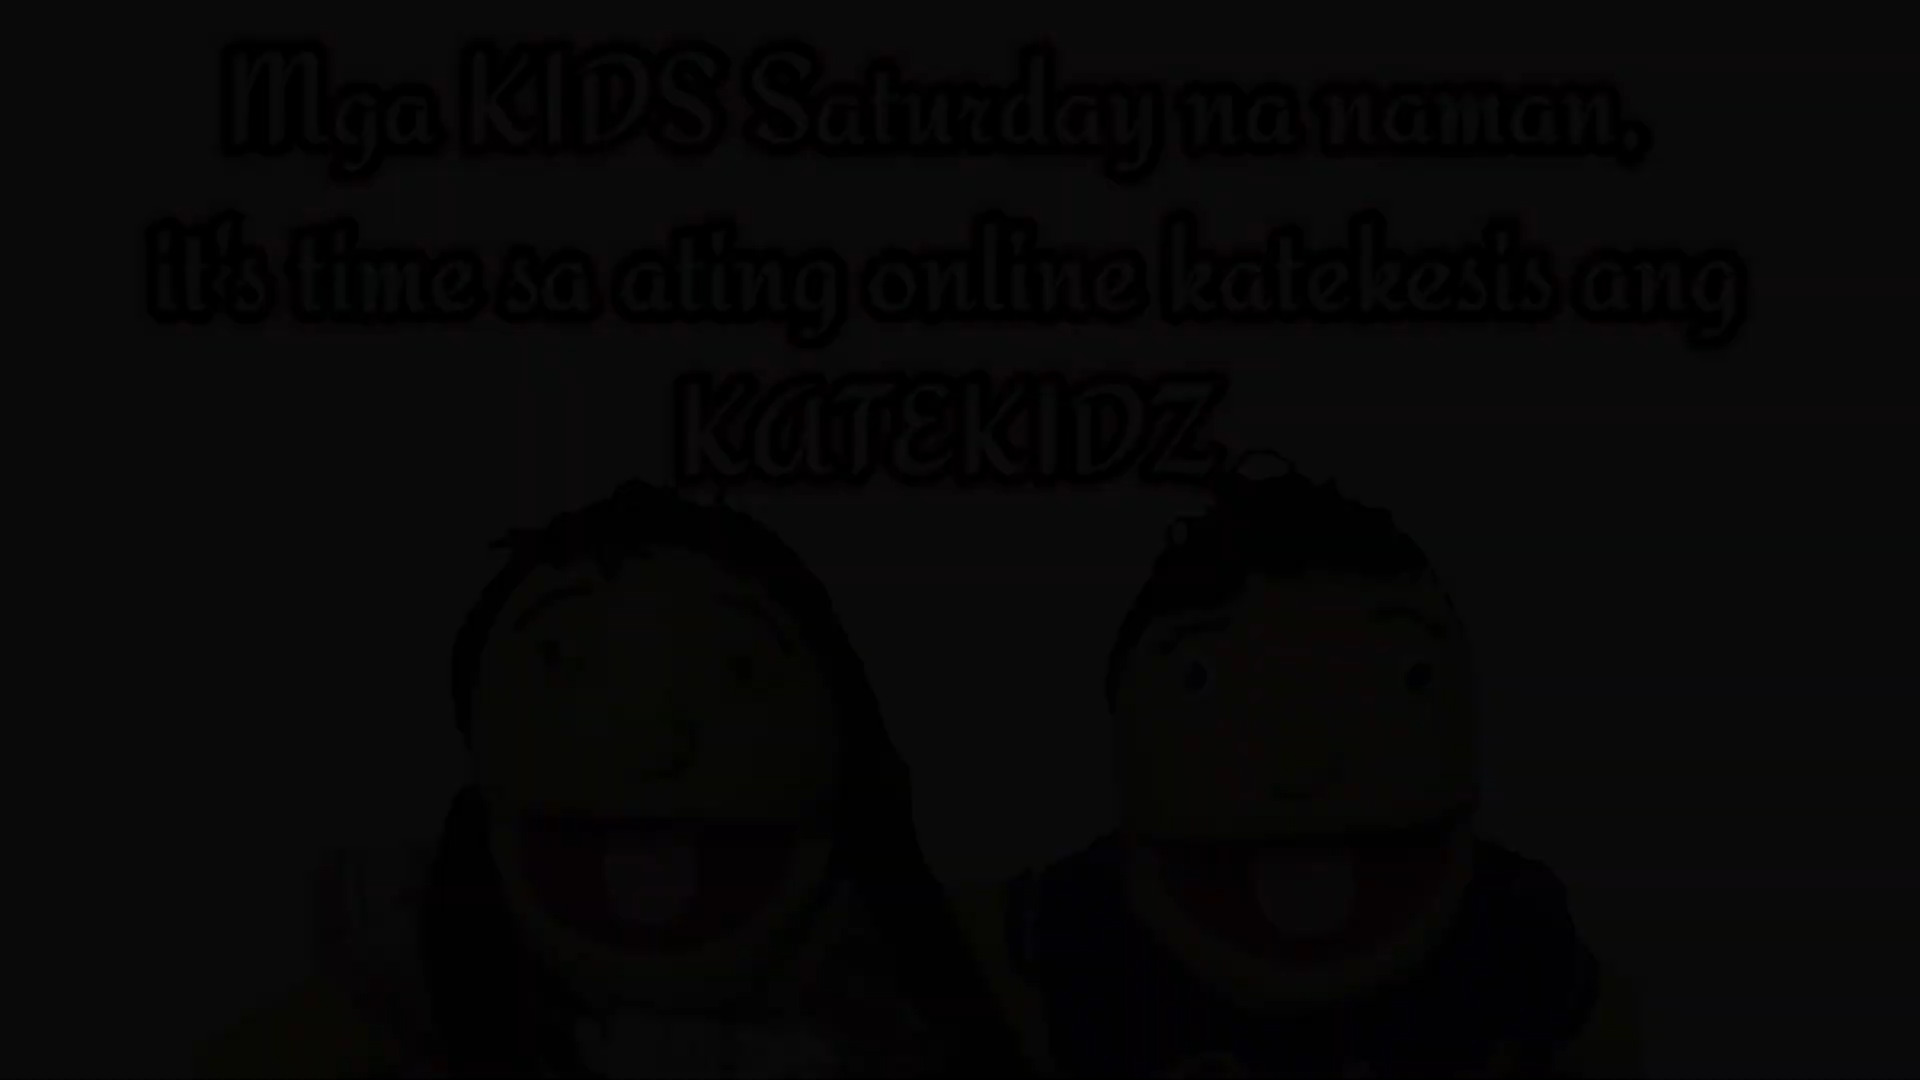 Mga KIDS Saturday na naman,
it's time sa ating online katekesis ang
KATEKIDZ